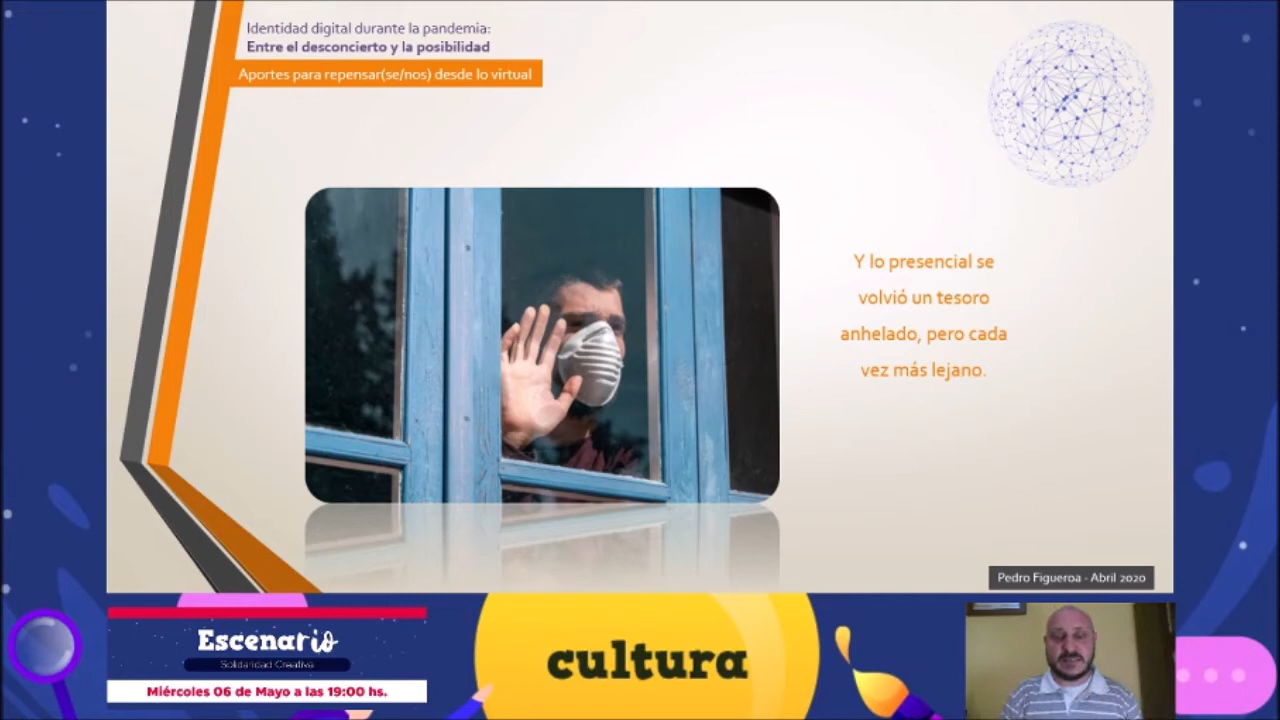 Identidad digital durante la pandemia:
Entre el desconcierto y la posibilidad
Aportes para repensar(se/nos) desde lo virtual
Y lo presencial se
volvió un tesoro
anhelado, pero cada
vez más lejano.
Pedro Figueroa - Abril 2020
Escenario
Solidaridad Creativa
Miércoles 06 de Mayo a las 19:00 hs.
cultura